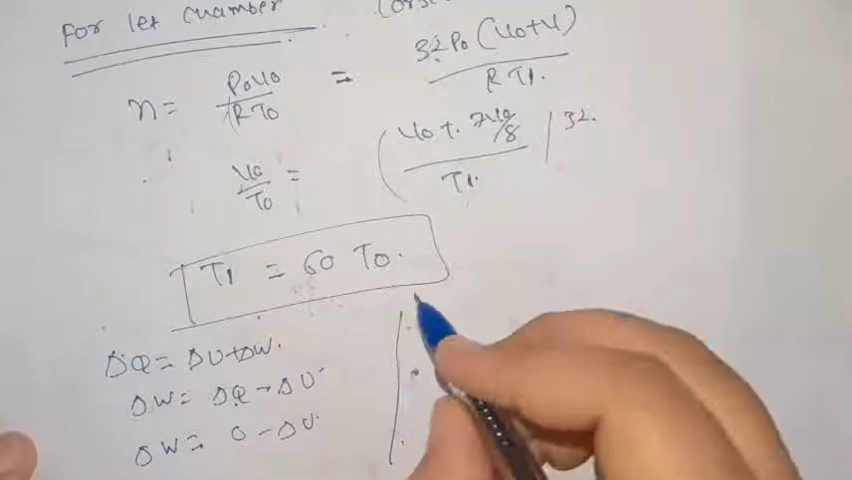 For let chamber
n = P₀V₀/RT₀ = 32P₀(V₀+V)/RT₁.
∴ V₀/T₀ = (V₀ + 7V₀/8 / T₁) 32.
T₁ = 60 T₀.
ΔQ = ΔU+ΔW.
ΔW = ΔQ - ΔU
ΔW = 0 - ΔU